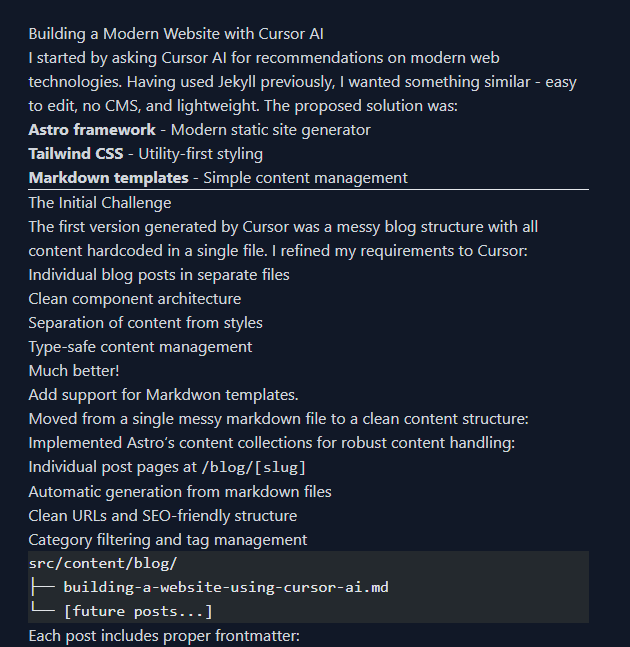 Building a Modern Website with Cursor AI
I started by asking Cursor AI for recommendations on modern web
technologies. Having used Jekyll previously, I wanted something similar - easy
to edit, no CMS, and lightweight. The proposed solution was:
Astro framework - Modern static site generator
Tailwind CSS - Utility-first styling
Markdown templates - Simple content management
The Initial Challenge
The first version generated by Cursor was a messy blog structure with all
content hardcoded in a single file. I refined my requirements to Cursor:
Individual blog posts in separate files
Clean component architecture
Separation of content from styles
Type-safe content management
Much better!
Add support for Markdwon templates.
Moved from a single messy markdown file to a clean content structure:
Implemented Astro’s content collections for robust content handling:
Individual post pages at /blog/[slug]
Automatic generation from markdown files
Clean URLs and SEO-friendly structure
Category filtering and tag management
src/content/blog/
├── building-a-website-using-cursor-ai.md
└── [future posts...]
Each post includes proper frontmatter: